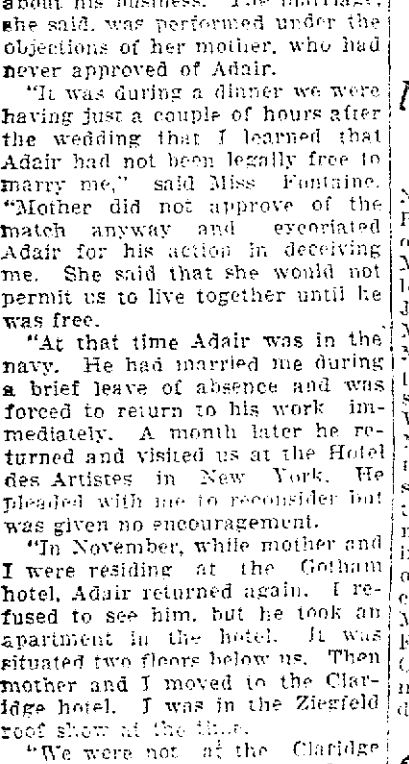 about his business. The marriage,
she said, was performed under the
objections of her mother, who had
never approved of Adair.
"It was during a dinner we were
having just a couple of hours after
the wedding that I learned that
Adair had not been legally free to
marry me," said Miss Fontaine.
"Mother did not approve of the
match anyway and excoriated
Adair for his action in deceiving
me. She said that she would not
permit us to live together until he
was free.
"At that time Adair was in the
navy. He had married me during
a brief leave of absence and was
forced to return to his work im-
mediately. A month later he re-
turned and visited us at the Hotel
des Artistes in New York. He
pleaded with me to reconsider but
was given no encouragement.
"In November, while mother and
I were residing at the Gotham
hotel, Adair returned again. I re-
fused to see him, but he took an
apartment in the hotel. It was
situated two floors below us. Then
mother and I moved to the Clar-
idge hotel. I was in the Ziegfeld
roof show at the time.
"We were not at the Claridge